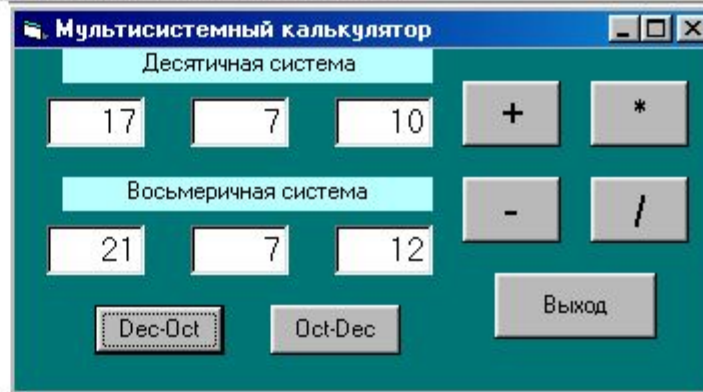 Мультисистемный калькулятор
Десятичная система
17 7 10 + *
Восьмеричная система
- /
21 7 12
Выход
Dec-Oct Oct-Dec